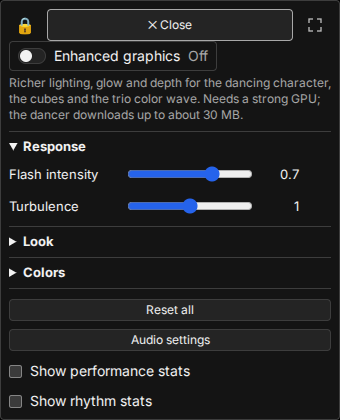 ✕ Close
Enhanced graphics Off
Richer lighting, glow and depth for the dancing character,
the cubes and the trio color wave. Needs a strong GPU;
the dancer downloads up to about 30 MB.
▼ Response
Flash intensity 0.7
Turbulence 1
▶ Look
▶ Colors
Reset all
Audio settings
Show performance stats
Show rhythm stats